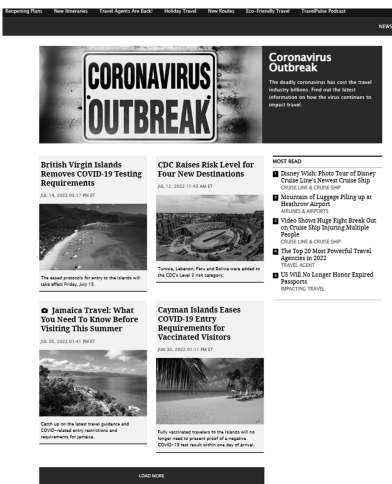 Reopening Plans New Itineraries Travel Agents Are Back! Holiday Travel New Routes Eco-Friendly Travel TravelPulse Podcast
NEWS
CORONAVIRUS
OUTBREAK
Coronavirus
Outbreak
The deadly coronavirus has cost the travel
industry billions. Find out the latest
information on how the virus continues to
impact travel.
British Virgin Islands
Removes COVID-19 Testing
Requirements
JUL 14, 2022 03:17 PM ET
The eased protocols for entry to the islands will
take effect Friday, July 15.
CDC Raises Risk Level for
Four New Destinations
JUL 12, 2022 11:45 AM ET
Tunisia, Lebanon, Peru and Bolivia were added to
the CDC's Level 3 risk category.
Jamaica Travel: What
You Need To Know Before
Visiting This Summer
JUL 05, 2022 01:41 PM ET
Catch up on the latest travel guidance and
COVID-related entry restrictions and
requirements for Jamaica.
Cayman Islands Eases
COVID-19 Entry
Requirements for
Vaccinated Visitors
JUN 30, 2022 01:11 PM ET
Fully vaccinated travelers to the islands will no
longer need to present proof of a negative
COVID-19 test result within one day of arrival.
LOAD MORE
MOST READ
1 Disney Wish: Photo Tour of Disney
Cruise Line's Newest Cruise Ship
CRUISE LINE & CRUISE SHIP
2 Mountain of Luggage Piling up at
Heathrow Airport
AIRLINES & AIRPORTS
3 Video Shows Huge Fight Break Out
on Cruise Ship Injuring Multiple
People
CRUISE LINE & CRUISE SHIP
4 The Top 20 Most Powerful Travel
Agencies in 2022
TRAVEL AGENT
5 US Will No Longer Honor Expired
Passports
IMPACTING TRAVEL